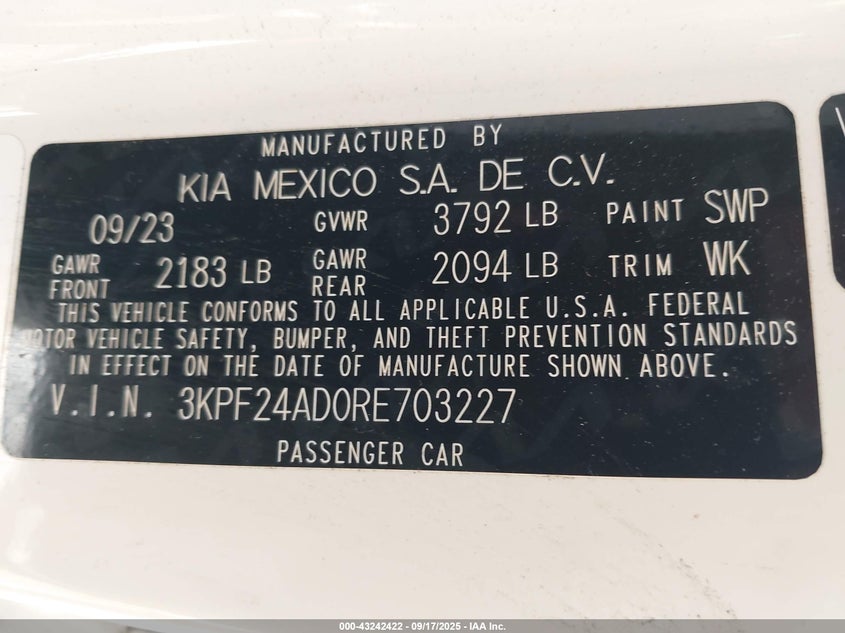 MANUFACTURED BY
KIA MEXICO S.A. DE C.V.
09/23 GVWR 3792 LB PAINT SWP
GAWR FRONT 2183 LB GAWR REAR 2094 LB TRIM WK
THIS VEHICLE CONFORMS TO ALL APPLICABLE U.S.A. FEDERAL
MOTOR VEHICLE SAFETY, BUMPER, AND THEFT PREVENTION STANDARDS
IN EFFECT ON THE DATE OF MANUFACTURE SHOWN ABOVE.
V.I.N. 3KPF24AD0RE703227
PASSENGER CAR
000-43242422 - 09/17/2025 - IAA Inc.